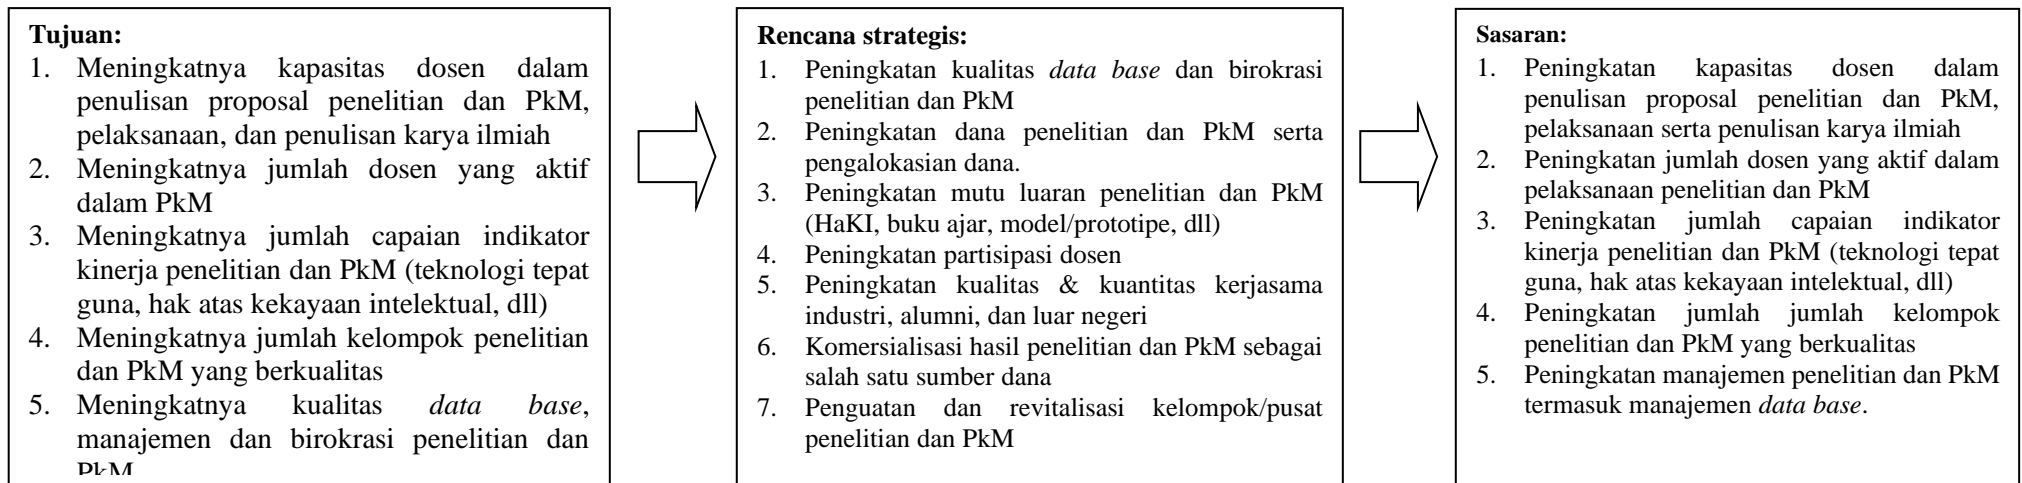 Tujuan:
1. Meningkatnya kapasitas dosen dalam
penulisan proposal penelitian dan PkM,
pelaksanaan, dan penulisan karya ilmiah
2. Meningkatnya jumlah dosen yang aktif
dalam PkM
3. Meningkatnya jumlah capaian indikator
kinerja penelitian dan PkM (teknologi tepat
guna, hak atas kekayaan intelektual, dll)
4. Meningkatnya jumlah kelompok penelitian
dan PkM yang berkualitas
5. Meningkatnya kualitas data base,
manajemen dan birokrasi penelitian dan
PkM
Rencana strategis:
1. Peningkatan kualitas data base dan birokrasi
penelitian dan PkM
2. Peningkatan dana penelitian dan PkM serta
pengalokasian dana.
3. Peningkatan mutu luaran penelitian dan PkM
(HaKI, buku ajar, model/prototipe, dll)
4. Peningkatan partisipasi dosen
5. Peningkatan kualitas & kuantitas kerjasama
industri, alumni, dan luar negeri
6. Komersialisasi hasil penelitian dan PkM sebagai
salah satu sumber dana
7. Penguatan dan revitalisasi kelompok/pusat
penelitian dan PkM
Sasaran:
1. Peningkatan kapasitas dosen dalam
penulisan proposal penelitian dan PkM,
pelaksanaan serta penulisan karya ilmiah
2. Peningkatan jumlah dosen yang aktif dalam
pelaksanaan penelitian dan PkM
3. Peningkatan jumlah capaian indikator
kinerja penelitian dan PkM (teknologi tepat
guna, hak atas kekayaan intelektual, dll)
4. Peningkatan jumlah jumlah kelompok
penelitian dan PkM yang berkualitas
5. Peningkatan manajemen penelitian dan PkM
termasuk manajemen data base.